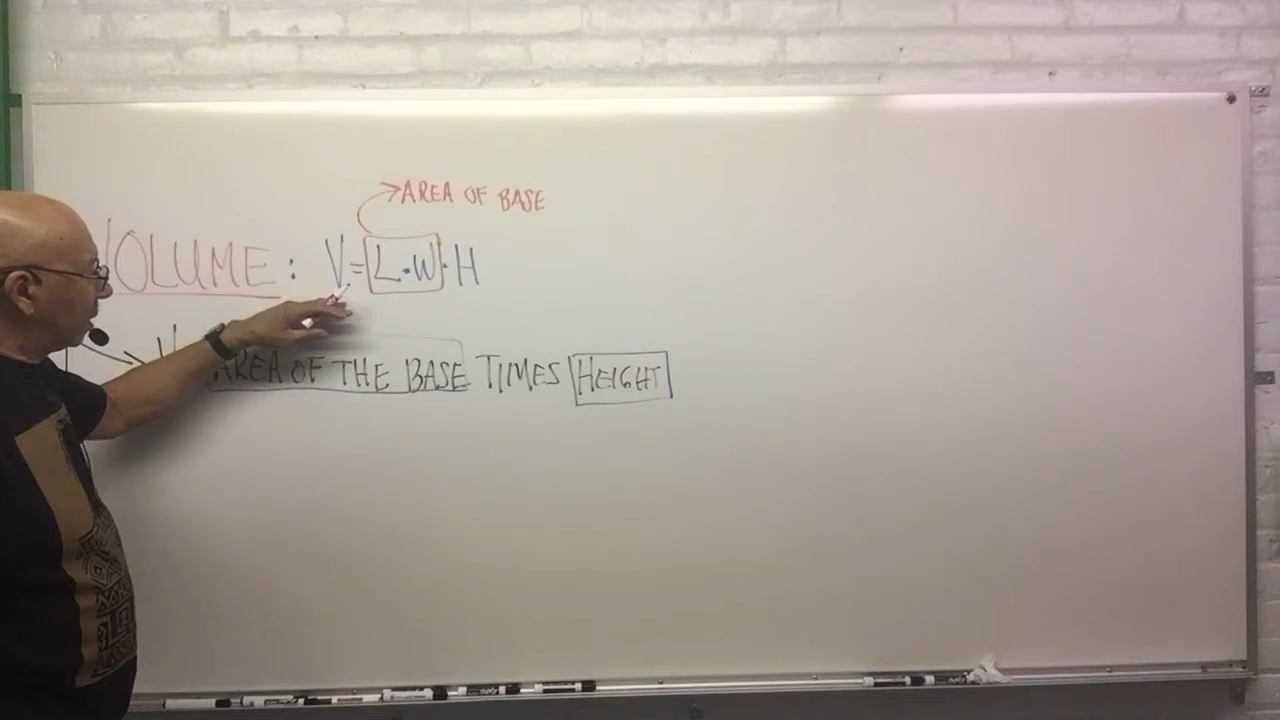 AREA OF BASE
VOLUME: V=L·W·H
AREA OF THE BASE TIMES HEIGHT